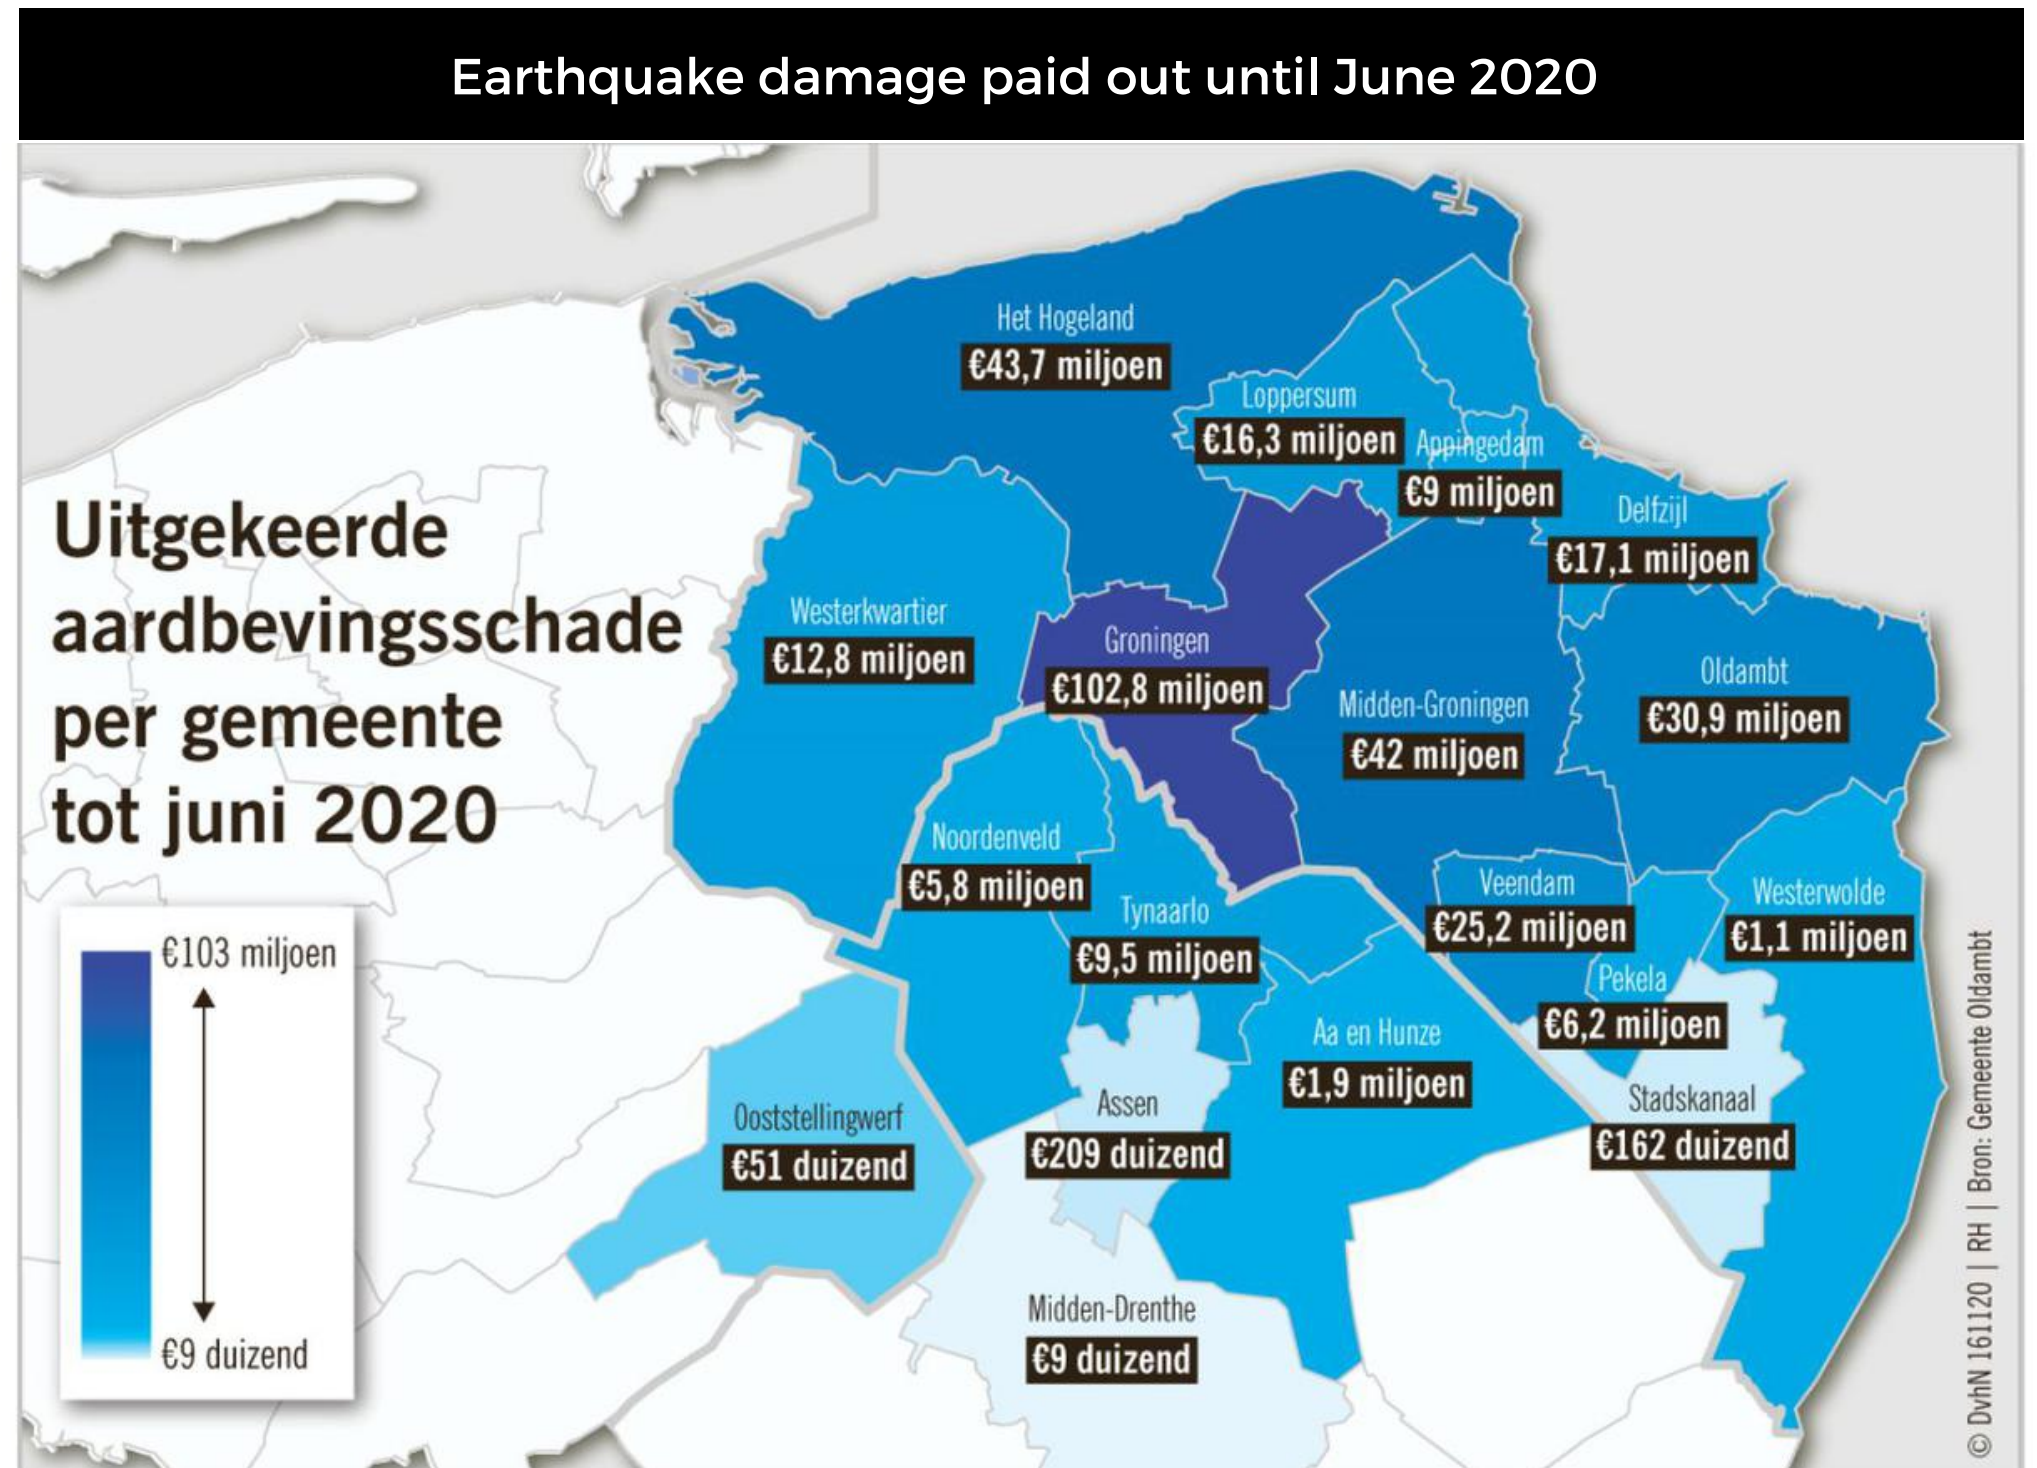 Earthquake damage paid out until June 2020
Het Hogeland
€43,7 miljoen
Loppersum
€16,3 miljoen
Appingedam
€9 miljoen
Delfzijl
€17,1 miljoen
Uitgekeerde
aardbevingsschade
per gemeente
tot juni 2020
Westerkwartier
€12,8 miljoen
Groningen
€102,8 miljoen
Midden-Groningen
€42 miljoen
Oldambt
€30,9 miljoen
Noordenveld
€5,8 miljoen
Tynaarlo
€9,5 miljoen
Veendam
€25,2 miljoen
Westerwolde
€1,1 miljoen
Pekela
€6,2 miljoen
Aa en Hunze
€1,9 miljoen
Assen
€209 duizend
Stadskanaal
€162 duizend
Ooststellingwerf
€51 duizend
Midden-Drenthe
€9 duizend
€103 miljoen
€9 duizend
© DvhN 161120 | RH | Bron: Gemeente Oldambt